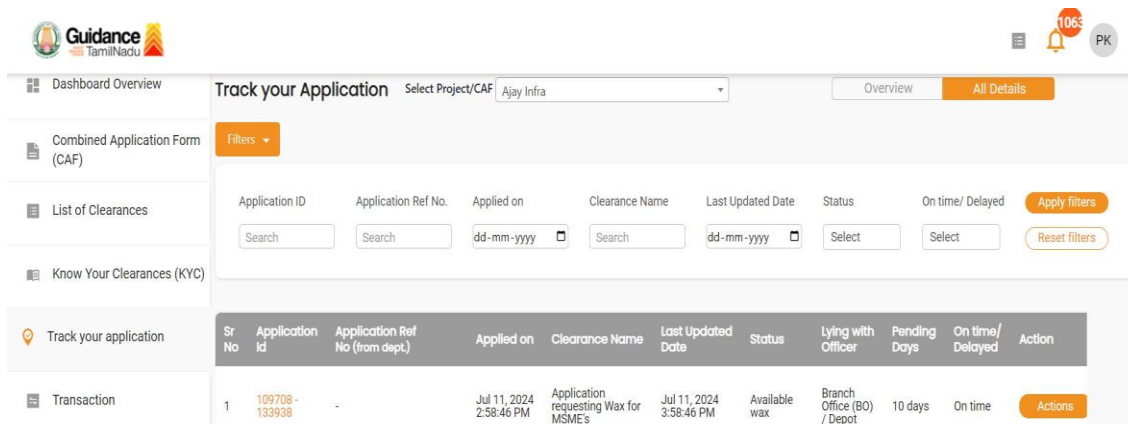 Guidance
TamilNadu
1063
PK
Dashboard Overview
Track your Application Select Project/CAF Ajay Infra Overview All Details
Combined Application Form
(CAF)
Filters
List of Clearances
Application ID Application Ref No. Applied on Clearance Name Last Updated Date Status On time/ Delayed Apply filters
Search Search dd-mm-yyyy Search dd-mm-yyyy Select Select Reset filters
Know Your Clearances (KYC)
Track your application
Sr
No
Application
Id
Application Ref
No (from dept.)
Applied on
Clearance Name
Last Updated
Date
Status
Lying with
Officer
Pending
Days
On time/
Delayed
Action
Transaction
1
109708 -
133938
-
Jul 11, 2024
2:58:46 PM
Application
requesting Wax for
MSME's
Jul 11, 2024
3:58:46 PM
Available
wax
Branch
Office (BO)
/ Depot
10 days
On time
Actions